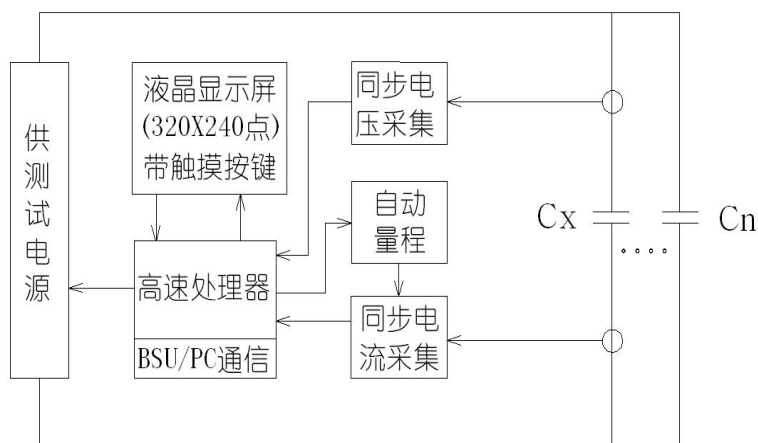 供
测
试
电
源
液晶显示屏
(320X240点)
带触摸按键
同步电
压采集
自动
量程
高速处理器
同步电
流采集
BSU/PC通信
Cx
Cn